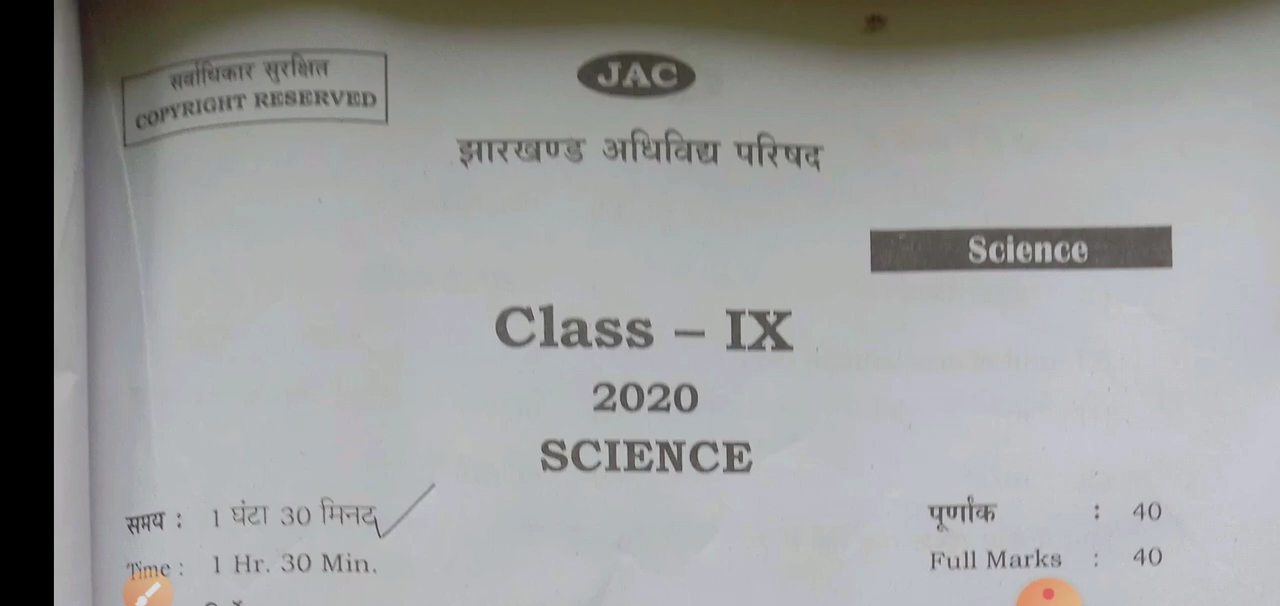 सर्वाधिकार सुरक्षित
COPYRIGHT RESERVED
JAC
झारखण्ड अधिविद्य परिषद
Science
Class – IX
2020
SCIENCE
समय : 1 घंटा 30 मिनट
पूर्णांक : 40
Time : 1 Hr. 30 Min.
Full Marks : 40